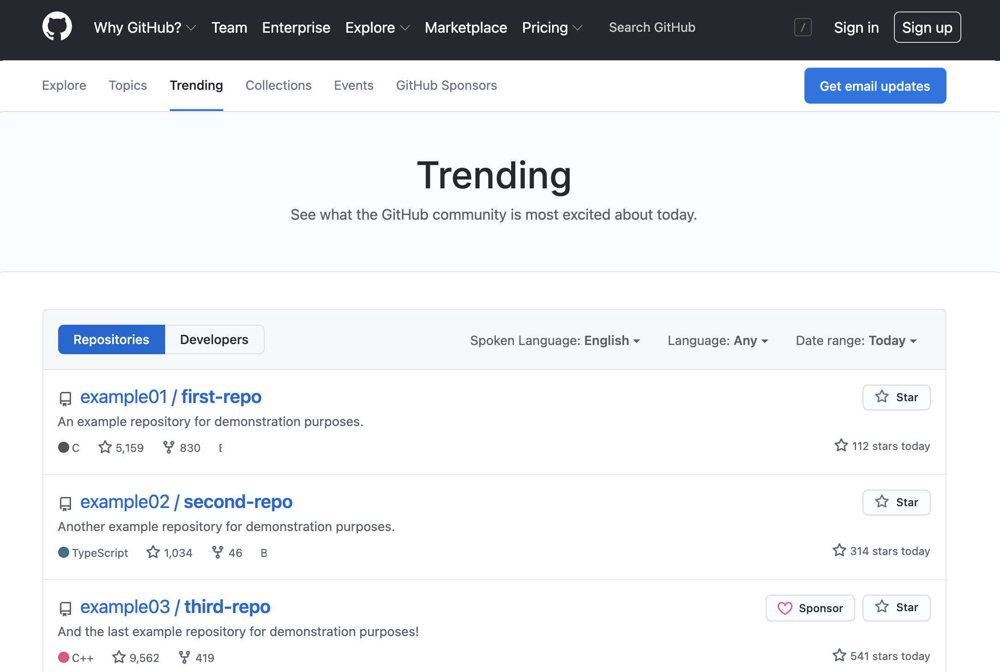 Why GitHub? Team Enterprise Explore Marketplace Pricing Search GitHub / Sign in Sign up
Explore Topics Trending Collections Events GitHub Sponsors Get email updates
Trending
See what the GitHub community is most excited about today.
Repositories Developers Spoken Language: English Language: Any Date range: Today
example01 / first-repo Star
An example repository for demonstration purposes.
C 5,159 830 112 stars today
example02 / second-repo Star
Another example repository for demonstration purposes.
TypeScript 1,034 46 B 314 stars today
example03 / third-repo Sponsor Star
And the last example repository for demonstration purposes!
C++ 9,562 419 541 stars today